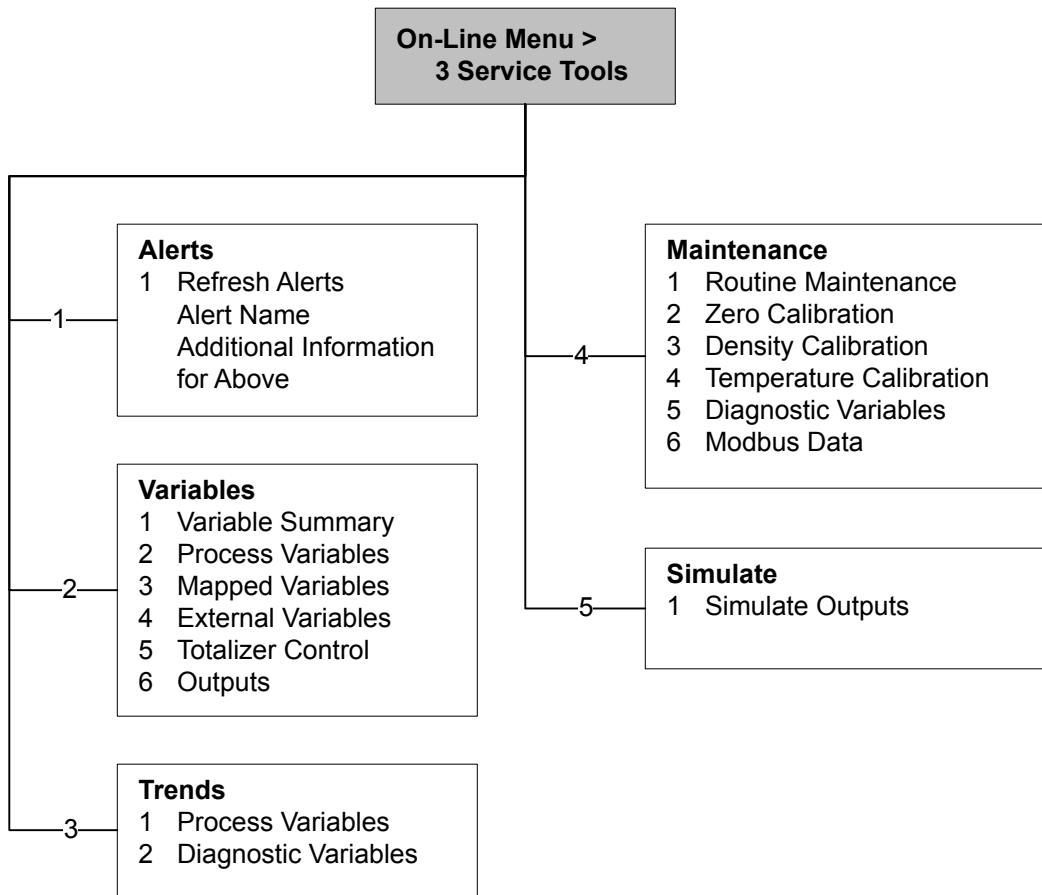 On-Line Menu >
3 Service Tools
1
Alerts
1 Refresh Alerts
Alert Name
Additional Information
for Above
2
Variables
1 Variable Summary
2 Process Variables
3 Mapped Variables
4 External Variables
5 Totalizer Control
6 Outputs
3
Trends
1 Process Variables
2 Diagnostic Variables
4
Maintenance
1 Routine Maintenance
2 Zero Calibration
3 Density Calibration
4 Temperature Calibration
5 Diagnostic Variables
6 Modbus Data
5
Simulate
1 Simulate Outputs